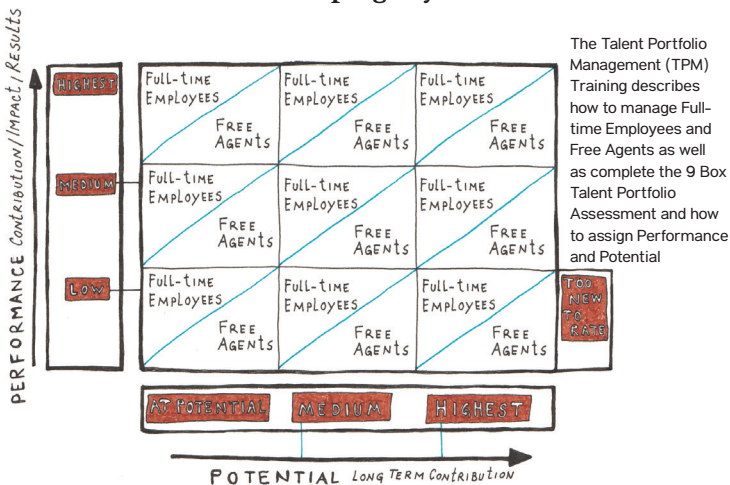 PERFORMANCE CONTRIBUTION/IMPACT/RESULTS
HIGHEST
MEDIUM
LOW
FULL-TIME
EMPLOYEES
FREE
AGENTS
FULL-TIME
EMPLOYEES
FREE
AGENTS
FULL-TIME
EMPLOYEES
FREE
AGENTS
FULL-TIME
EMPLOYEES
FREE
AGENTS
FULL-TIME
EMPLOYEES
FREE
AGENTS
FULL-TIME
EMPLOYEES
FREE
AGENTS
FULL-TIME
EMPLOYEES
FREE
AGENTS
FULL-TIME
EMPLOYEES
FREE
AGENTS
FULL-TIME
EMPLOYEES
FREE
AGENTS
TOO
NEW
TO
RATE
AT POTENTIAL
MEDIUM
HIGHEST
POTENTIAL LONG TERM CONTRIBUTION
The Talent Portfolio
Management (TPM)
Training describes
how to manage Full-
time Employees and
Free Agents as well
as complete the 9 Box
Talent Portfolio
Assessment and how
to assign Performance
and Potential